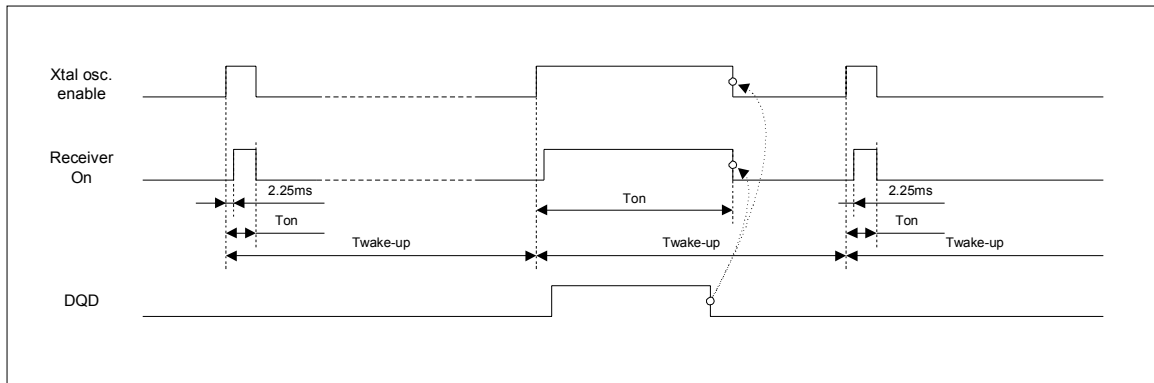 Xtal osc.
enable
Receiver
On
2.25ms
Ton
Ton
2.25ms
Ton
Twake-up
Twake-up
Twake-up
DQD